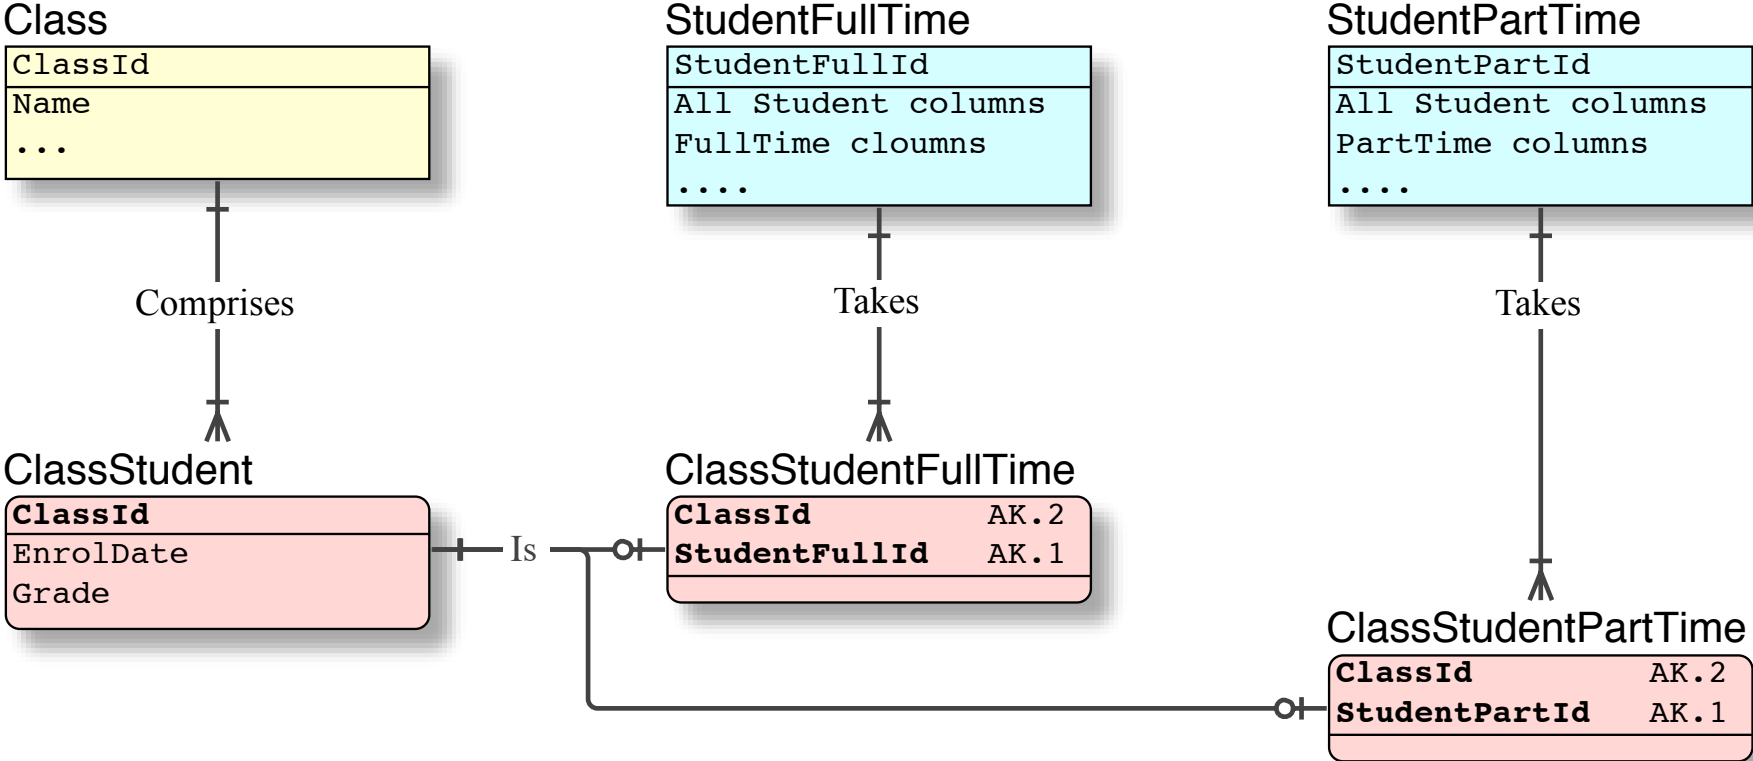 Class
ClassId
Name
...
StudentFullTime
StudentFullId
All Student columns
FullTime cloumns
....
StudentPartTime
StudentPartId
All Student columns
PartTime columns
....
Comprises
Takes
Takes
ClassStudent
ClassId
EnrolDate
Grade
Is
ClassStudentFullTime
ClassId AK.2
StudentFullId AK.1
ClassStudentPartTime
ClassId AK.2
StudentPartId AK.1